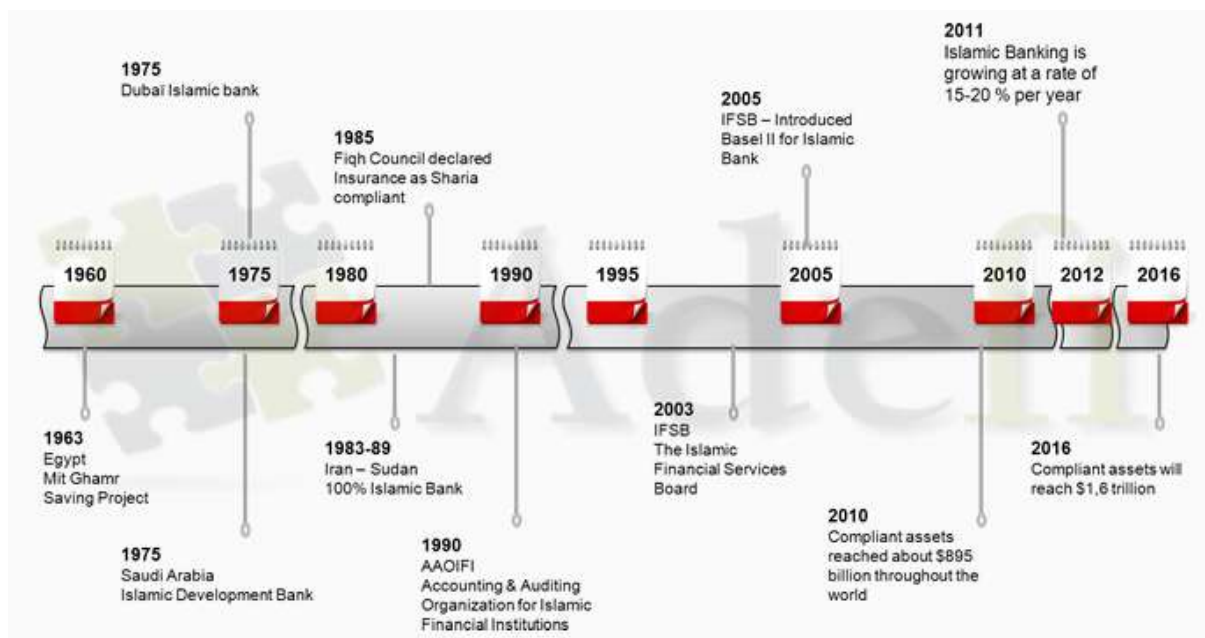 1975
Dubaï Islamic bank
1985
Fiqh Council declared
Insurance as Sharia
compliant
2005
IFSB – Introduced
Basel II for Islamic
Bank
2011
Islamic Banking is
growing at a rate of
15-20 % per year
1960
1975
1980
1990
1995
2005
2010
2012
2016
Adefi
1963
Egypt
Mit Ghamr
Saving Project
1975
Saudi Arabia
Islamic Development Bank
1983-89
Iran – Sudan
100% Islamic Bank
1990
AAOIFI
Accounting & Auditing
Organization for Islamic
Financial Institutions
2003
IFSB
The Islamic
Financial Services
Board
2010
Compliant assets
reached about $895
billion throughout the
world
2016
Compliant assets will
reach $1,6 trillion